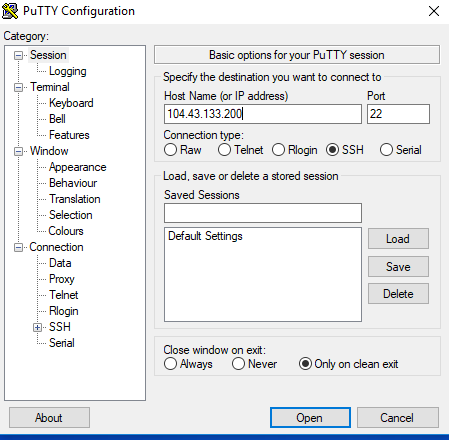 PuTTY Configuration
Category:
Session
Logging
Terminal
Keyboard
Bell
Features
Window
Appearance
Behaviour
Translation
Selection
Colours
Connection
Data
Proxy
Telnet
Rlogin
SSH
Serial
Basic options for your PuTTY session
Specify the destination you want to connect to
Host Name (or IP address) Port
104.43.133.200 22
Connection type:
Raw Telnet Rlogin SSH Serial
Load, save or delete a stored session
Saved Sessions
Default Settings
Load
Save
Delete
Close window on exit:
Always Never Only on clean exit
About Open Cancel